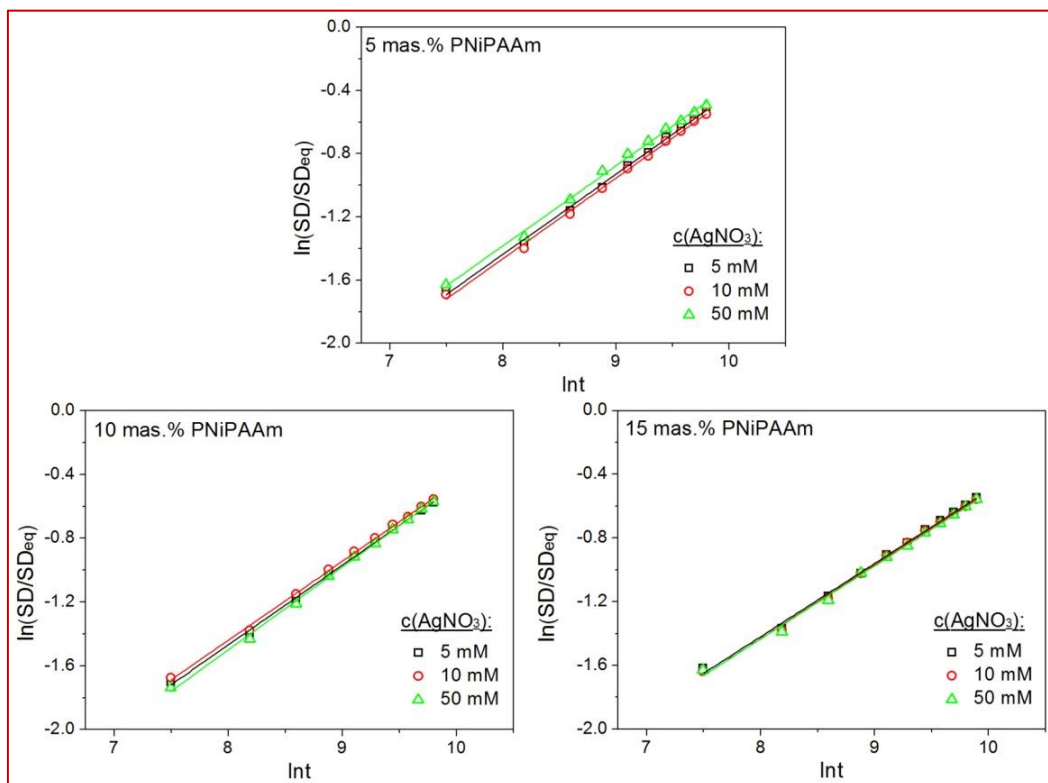 5 mas.% PNiPAAm
0.0
-0.4
-0.8
-1.2
-1.6
-2.0
ln(SD/SDeq)
7 8 9 10
lnt
c(AgNO₃):
5 mM
10 mM
50 mM
10 mas.% PNiPAAm
0.0
-0.4
-0.8
-1.2
-1.6
-2.0
ln(SD/SDeq)
7 8 9 10
lnt
c(AgNO₃):
5 mM
10 mM
50 mM
15 mas.% PNiPAAm
0.0
-0.4
-0.8
-1.2
-1.6
-2.0
ln(SD/SDeq)
7 8 9 10
lnt
c(AgNO₃):
5 mM
10 mM
50 mM